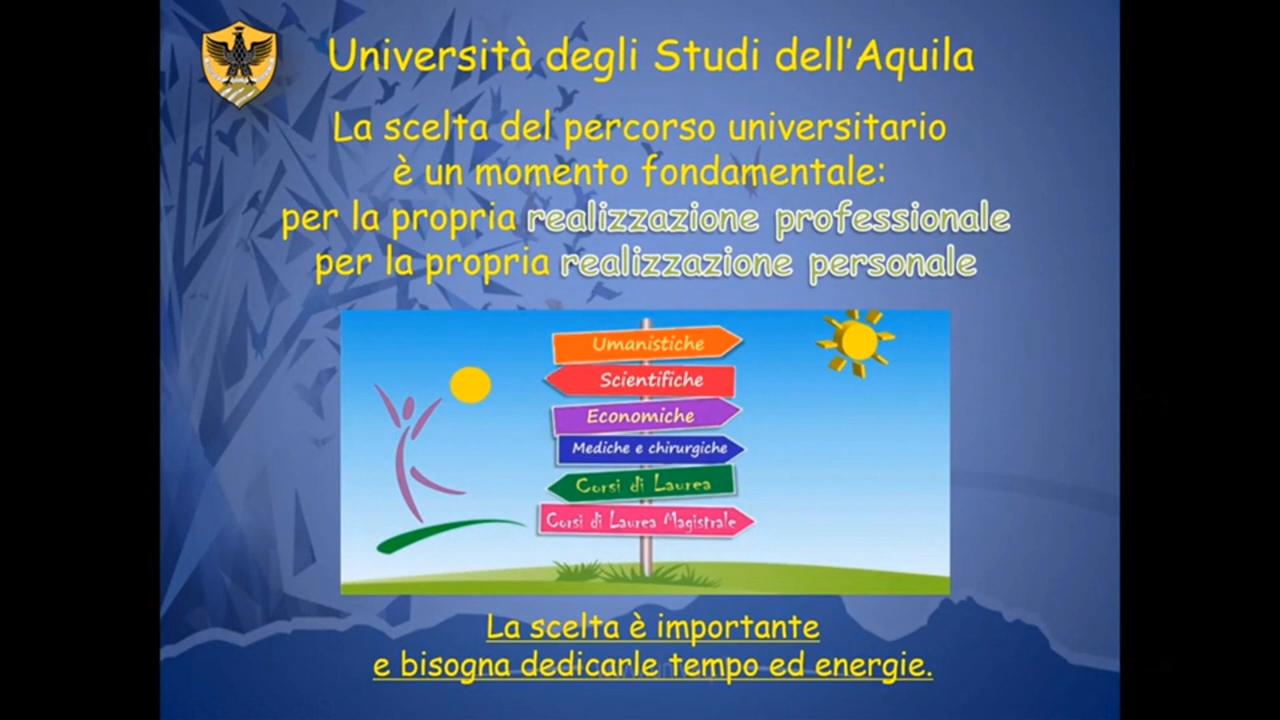 Università degli Studi dell'Aquila
La scelta del percorso universitario
è un momento fondamentale:
per la propria realizzazione professionale
per la propria realizzazione personale
Umanistiche
Scientifiche
Economiche
Mediche e chirurgiche
Corsi di Laurea
Corsi di Laurea Magistrale
La scelta è importante
e bisogna dedicarle tempo ed energie.